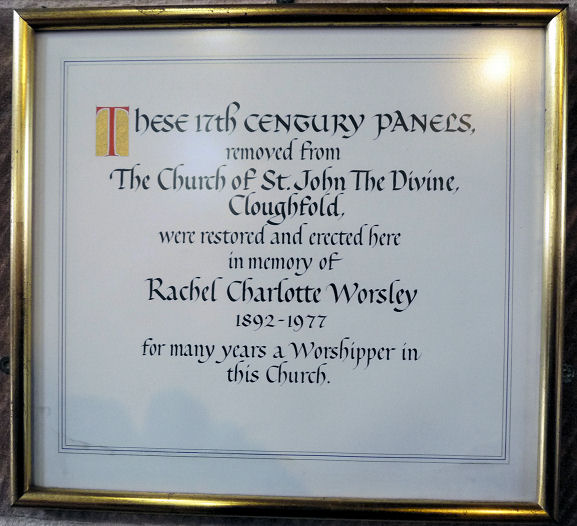 These 17th CENTURY PANELS,
removed from
The Church of St. John The Divine,
Cloughfold,
were restored and erected here
in memory of
Rachel Charlotte Worsley
1892-1977
for many years a Worshipper in
this Church.